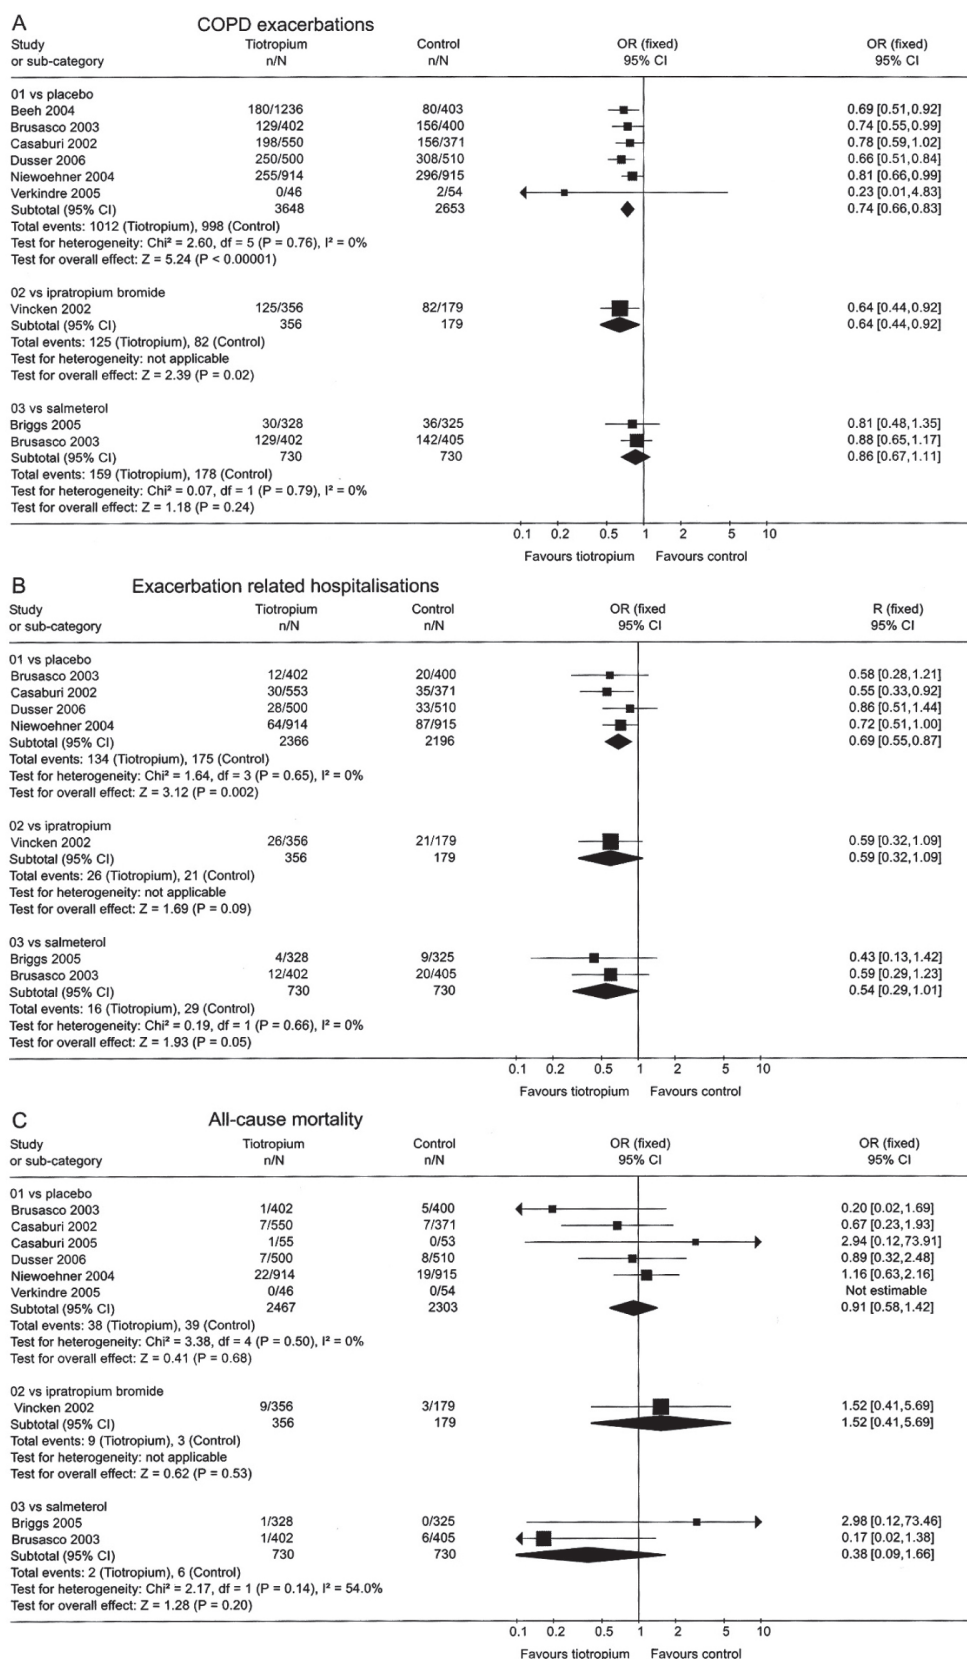 A COPD exacerbations
Study Tiotropium Control OR (fixed) OR (fixed)
or sub-category n/N n/N 95% CI 95% CI
01 vs placebo
Beeh 2004 180/1236 80/403 0.69 [0.51,0.92]
Brusasco 2003 129/402 156/400 0.74 [0.55,0.99]
Casaburi 2002 198/550 156/371 0.78 [0.59,1.02]
Dusser 2006 250/500 308/510 0.66 [0.51,0.84]
Niewoehner 2004 255/914 296/915 0.81 [0.66,0.99]
Verkindre 2005 0/46 2/54 0.23 [0.01,4.83]
Subtotal (95% CI) 3648 2653 0.74 [0.66,0.83]
Total events: 1012 (Tiotropium), 998 (Control)
Test for heterogeneity: Chi² = 2.60, df = 5 (P = 0.76), I² = 0%
Test for overall effect: Z = 5.24 (P < 0.00001)
02 vs ipratropium bromide
Vincken 2002 125/356 82/179 0.64 [0.44,0.92]
Subtotal (95% CI) 356 179 0.64 [0.44,0.92]
Total events: 125 (Tiotropium), 82 (Control)
Test for heterogeneity: not applicable
Test for overall effect: Z = 2.39 (P = 0.02)
03 vs salmeterol
Briggs 2005 30/328 36/325 0.81 [0.48,1.35]
Brusasco 2003 129/402 142/405 0.88 [0.65,1.17]
Subtotal (95% CI) 730 730 0.86 [0.67,1.11]
Total events: 159 (Tiotropium), 178 (Control)
Test for heterogeneity: Chi² = 0.07, df = 1 (P = 0.79), I² = 0%
Test for overall effect: Z = 1.18 (P = 0.24)
0.1 0.2 0.5 1 2 5 10
Favours tiotropium Favours control
B Exacerbation related hospitalisations
Study Tiotropium Control OR (fixed R (fixed)
or sub-category n/N n/N 95% CI 95% CI
01 vs placebo
Brusasco 2003 12/402 20/400 0.58 [0.28,1.21]
Casaburi 2002 30/553 35/371 0.55 [0.33,0.92]
Dusser 2006 28/500 33/510 0.86 [0.51,1.44]
Niewoehner 2004 64/914 87/915 0.72 [0.51,1.00]
Subtotal (95% CI) 2366 2196 0.69 [0.55,0.87]
Total events: 134 (Tiotropium), 175 (Control)
Test for heterogeneity: Chi² = 1.64, df = 3 (P = 0.65), I² = 0%
Test for overall effect: Z = 3.12 (P = 0.002)
02 vs ipratropium
Vincken 2002 26/356 21/179 0.59 [0.32,1.09]
Subtotal (95% CI) 356 179 0.59 [0.32,1.09]
Total events: 26 (Tiotropium), 21 (Control)
Test for heterogeneity: not applicable
Test for overall effect: Z = 1.69 (P = 0.09)
03 vs salmeterol
Briggs 2005 4/328 9/325 0.43 [0.13,1.42]
Brusasco 2003 12/402 20/405 0.59 [0.29,1.23]
Subtotal (95% CI) 730 730 0.54 [0.29,1.01]
Total events: 16 (Tiotropium), 29 (Control)
Test for heterogeneity: Chi² = 0.19, df = 1 (P = 0.66), I² = 0%
Test for overall effect: Z = 1.93 (P = 0.05)
0.1 0.2 0.5 1 2 5 10
Favours tiotropium Favours control
C All-cause mortality
Study Tiotropium Control OR (fixed) OR (fixed)
or sub-category n/N n/N 95% CI 95% CI
01 vs placebo
Brusasco 2003 1/402 5/400 0.20 [0.02,1.69]
Casaburi 2002 7/550 7/371 0.67 [0.23,1.93]
Casaburi 2005 1/55 0/53 2.94 [0.12,73.91]
Dusser 2006 7/500 8/510 0.89 [0.32,2.48]
Niewoehner 2004 22/914 19/915 1.16 [0.63,2.16]
Verkindre 2005 0/46 0/54 Not estimable
Subtotal (95% CI) 2467 2303 0.91 [0.58,1.42]
Total events: 38 (Tiotropium), 39 (Control)
Test for heterogeneity: Chi² = 3.38, df = 4 (P = 0.50), I² = 0%
Test for overall effect: Z = 0.41 (P = 0.68)
02 vs ipratropium bromide
Vincken 2002 9/356 3/179 1.52 [0.41,5.69]
Subtotal (95% CI) 356 179 1.52 [0.41,5.69]
Total events: 9 (Tiotropium), 3 (Control)
Test for heterogeneity: not applicable
Test for overall effect: Z = 0.62 (P = 0.53)
03 vs salmeterol
Briggs 2005 1/328 0/325 2.98 [0.12,73.46]
Brusasco 2003 1/402 6/405 0.17 [0.02,1.38]
Subtotal (95% CI) 730 730 0.38 [0.09,1.66]
Total events: 2 (Tiotropium), 6 (Control)
Test for heterogeneity: Chi² = 2.17, df = 1 (P = 0.14), I² = 54.0%
Test for overall effect: Z = 1.28 (P = 0.20)
0.1 0.2 0.5 1 2 5 10
Favours tiotropium Favours control